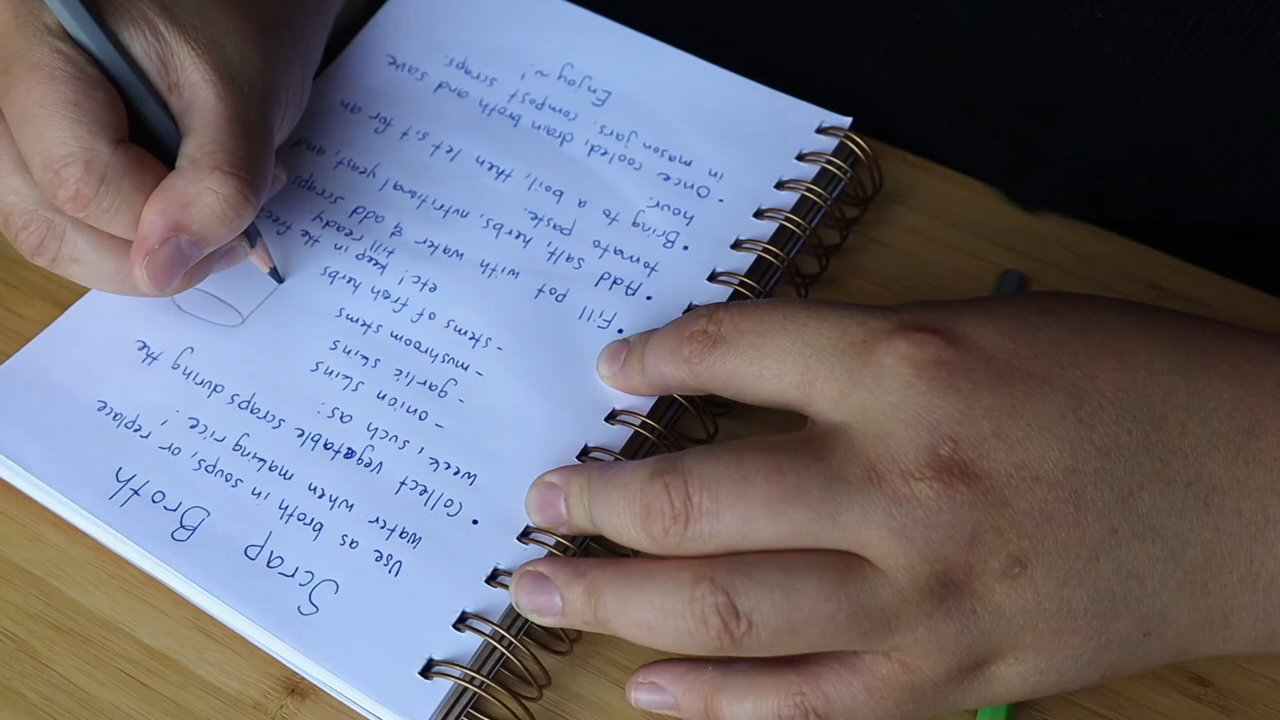 Scrap Broth
Use as broth in soups, or replace
water when making rice!
• Collect vegetable scraps during the
week, such as:
- onion skins
- garlic skins
- mushroom stems
- stems of fresh herbs
etc! keep in the
till ready
• Fill pot with water & add scraps
• Add salt, herbs, nutritional yeast, and
tomato paste.
• Bring to a boil, then let sit for an
hour.
• Once cooled, drain broth and save
in mason jars. compost scraps.
Enjoy~!